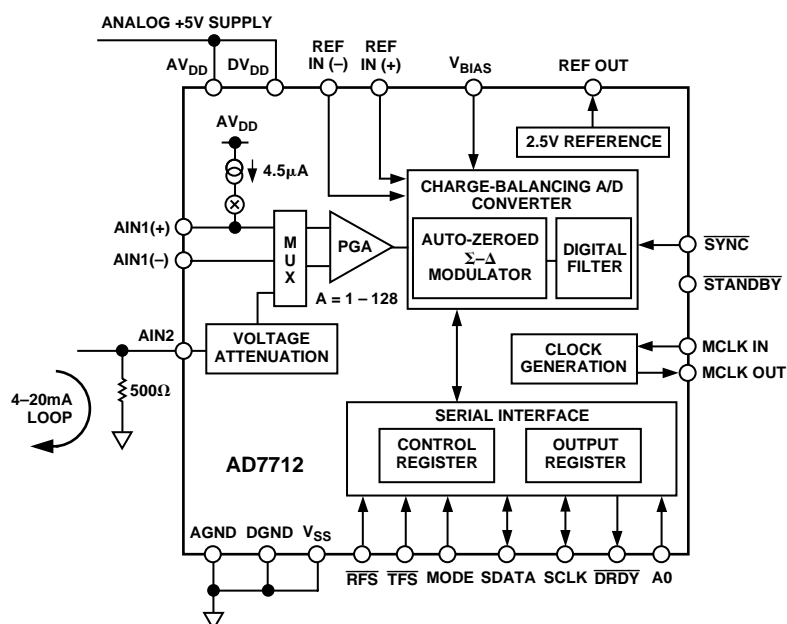 ANALOG +5V SUPPLY
AVDD
DVDD
REF
IN (–)
REF
IN (+)
VBIAS
REF OUT
AVDD
4.5μA
2.5V REFERENCE
CHARGE-BALANCING A/D
CONVERTER
AUTO-ZEROED
Σ–Δ
MODULATOR
DIGITAL
FILTER
AIN1(+)
AIN1(–)
M
U
X
PGA
A = 1 – 128
SYNC
STANDBY
AIN2
VOLTAGE
ATTENUATION
CLOCK
GENERATION
MCLK IN
MCLK OUT
4–20mA
LOOP
500Ω
SERIAL INTERFACE
CONTROL
REGISTER
OUTPUT
REGISTER
AD7712
AGND
DGND
VSS
RFS
TFS
MODE
SDATA
SCLK
DRDY
A0